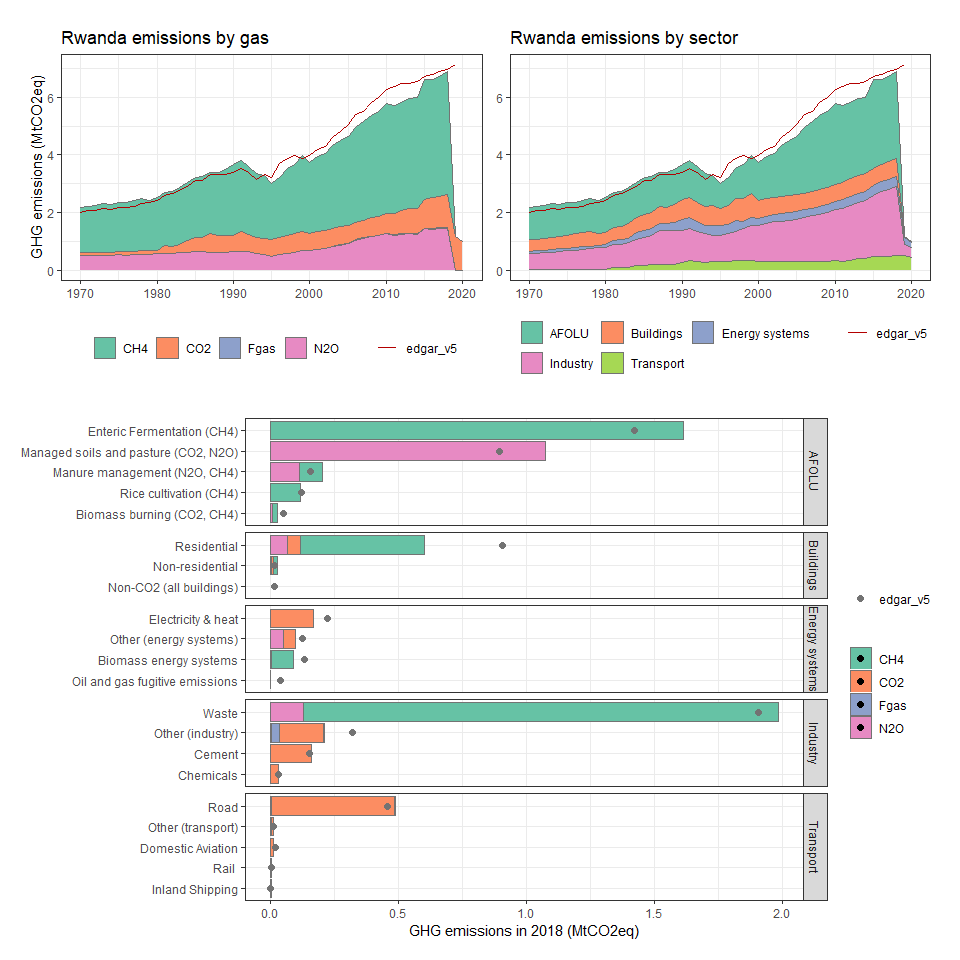 Rwanda emissions by gas
Rwanda emissions by sector
GHG emissions (MtCO2eq)
6
4
2
0
1970 1980 1990 2000 2010 2020
6
4
2
0
1970 1980 1990 2000 2010 2020
CH4 CO2 Fgas N2O edgar_v5
AFOLU Buildings Energy systems edgar_v5
Industry Transport
Enteric Fermentation (CH4)
Managed soils and pasture (CO2, N2O)
Manure management (N2O, CH4)
Rice cultivation (CH4)
Biomass burning (CO2, CH4)
AFOLU
Residential
Non-residential
Non-CO2 (all buildings)
Buildings
Electricity & heat
Other (energy systems)
Biomass energy systems
Oil and gas fugitive emissions
Energy systems
Waste
Other (industry)
Cement
Chemicals
Industry
Road
Other (transport)
Domestic Aviation
Rail
Inland Shipping
Transport
0.0 0.5 1.0 1.5 2.0
GHG emissions in 2018 (MtCO2eq)
edgar_v5
CH4
CO2
Fgas
N2O